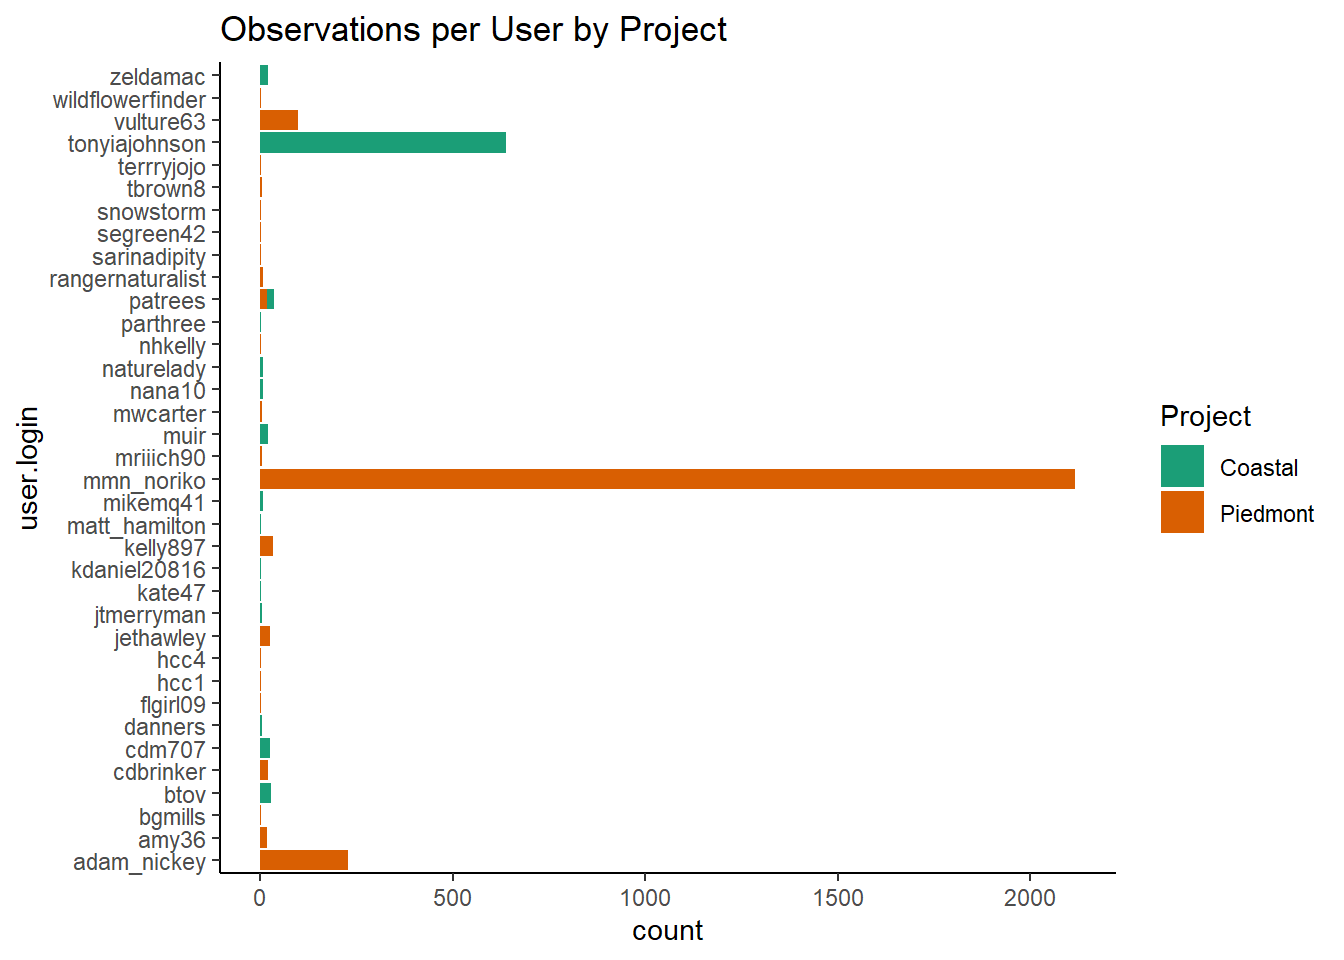 Observations per User by Project
zeldamac
wildflowerfinder
vulture63
tonyiajohnson
terrryjojo
tbrown8
snowstorm
segreen42
sarinadipity
rangernaturalist
patrees
parthree
nhkelly
naturelady
nana10
mwcarter
muir
mriiich90
mmn_noriko
mikemq41
matt_hamilton
kelly897
kdaniel20816
kate47
jtmerryman
jethawley
hcc4
hcc1
flgirl09
danners
cdm707
cdbrinker
btov
bgmills
amy36
adam_nickey
user.login
0 500 1000 1500 2000
count
Project
Coastal
Piedmont